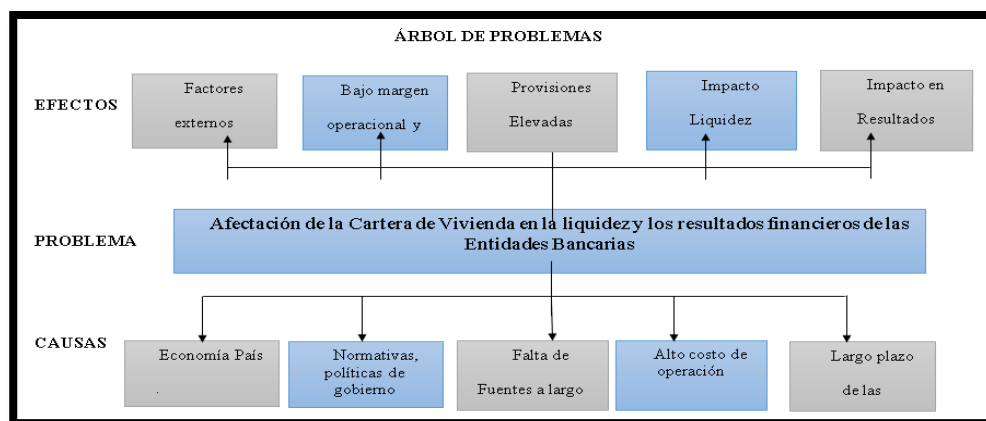 ÁRBOL DE PROBLEMAS
EFECTOS
Factores
externos
Bajo margen
operacional y
Provisiones
Elevadas
Impacto
Liquidez
Impacto en
Resultados
PROBLEMA
Afectación de la Cartera de Vivienda en la liquidez y los resultados financieros de las
Entidades Bancarias
CAUSAS
Economía País
.
Normativas,
políticas de
gobierno
Falta de
Fuentes a largo
Alto costo de
operación
Largo plazo
de las